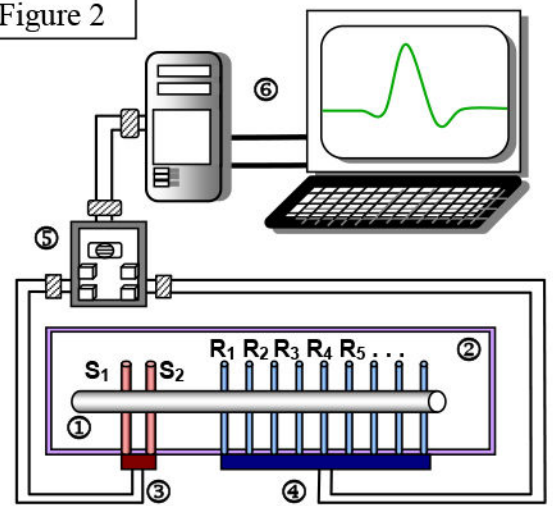 Figure 2
⑥
⑤
R1 R2 R3 R4 R5 . . .
②
S1 S2
①
③
④